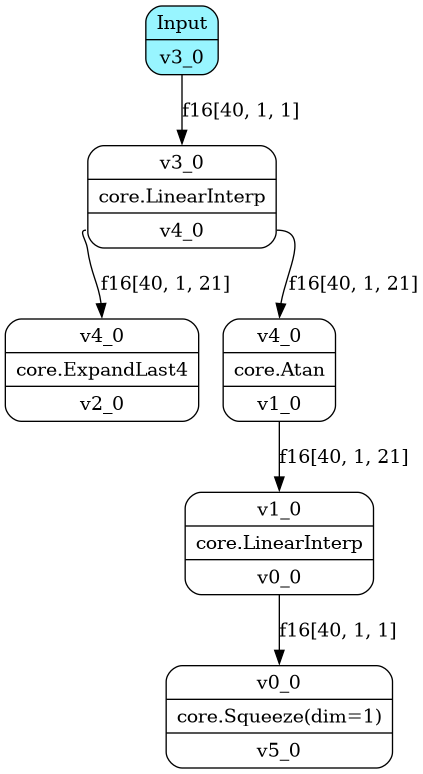 Input
v3_0
f16[40, 1, 1]
v3_0
core.LinearInterp
v4_0
f16[40, 1, 21]
f16[40, 1, 21]
v4_0
core.ExpandLast4
v2_0
v4_0
core.Atan
v1_0
f16[40, 1, 21]
v1_0
core.LinearInterp
v0_0
f16[40, 1, 1]
v0_0
core.Squeeze(dim=1)
v5_0